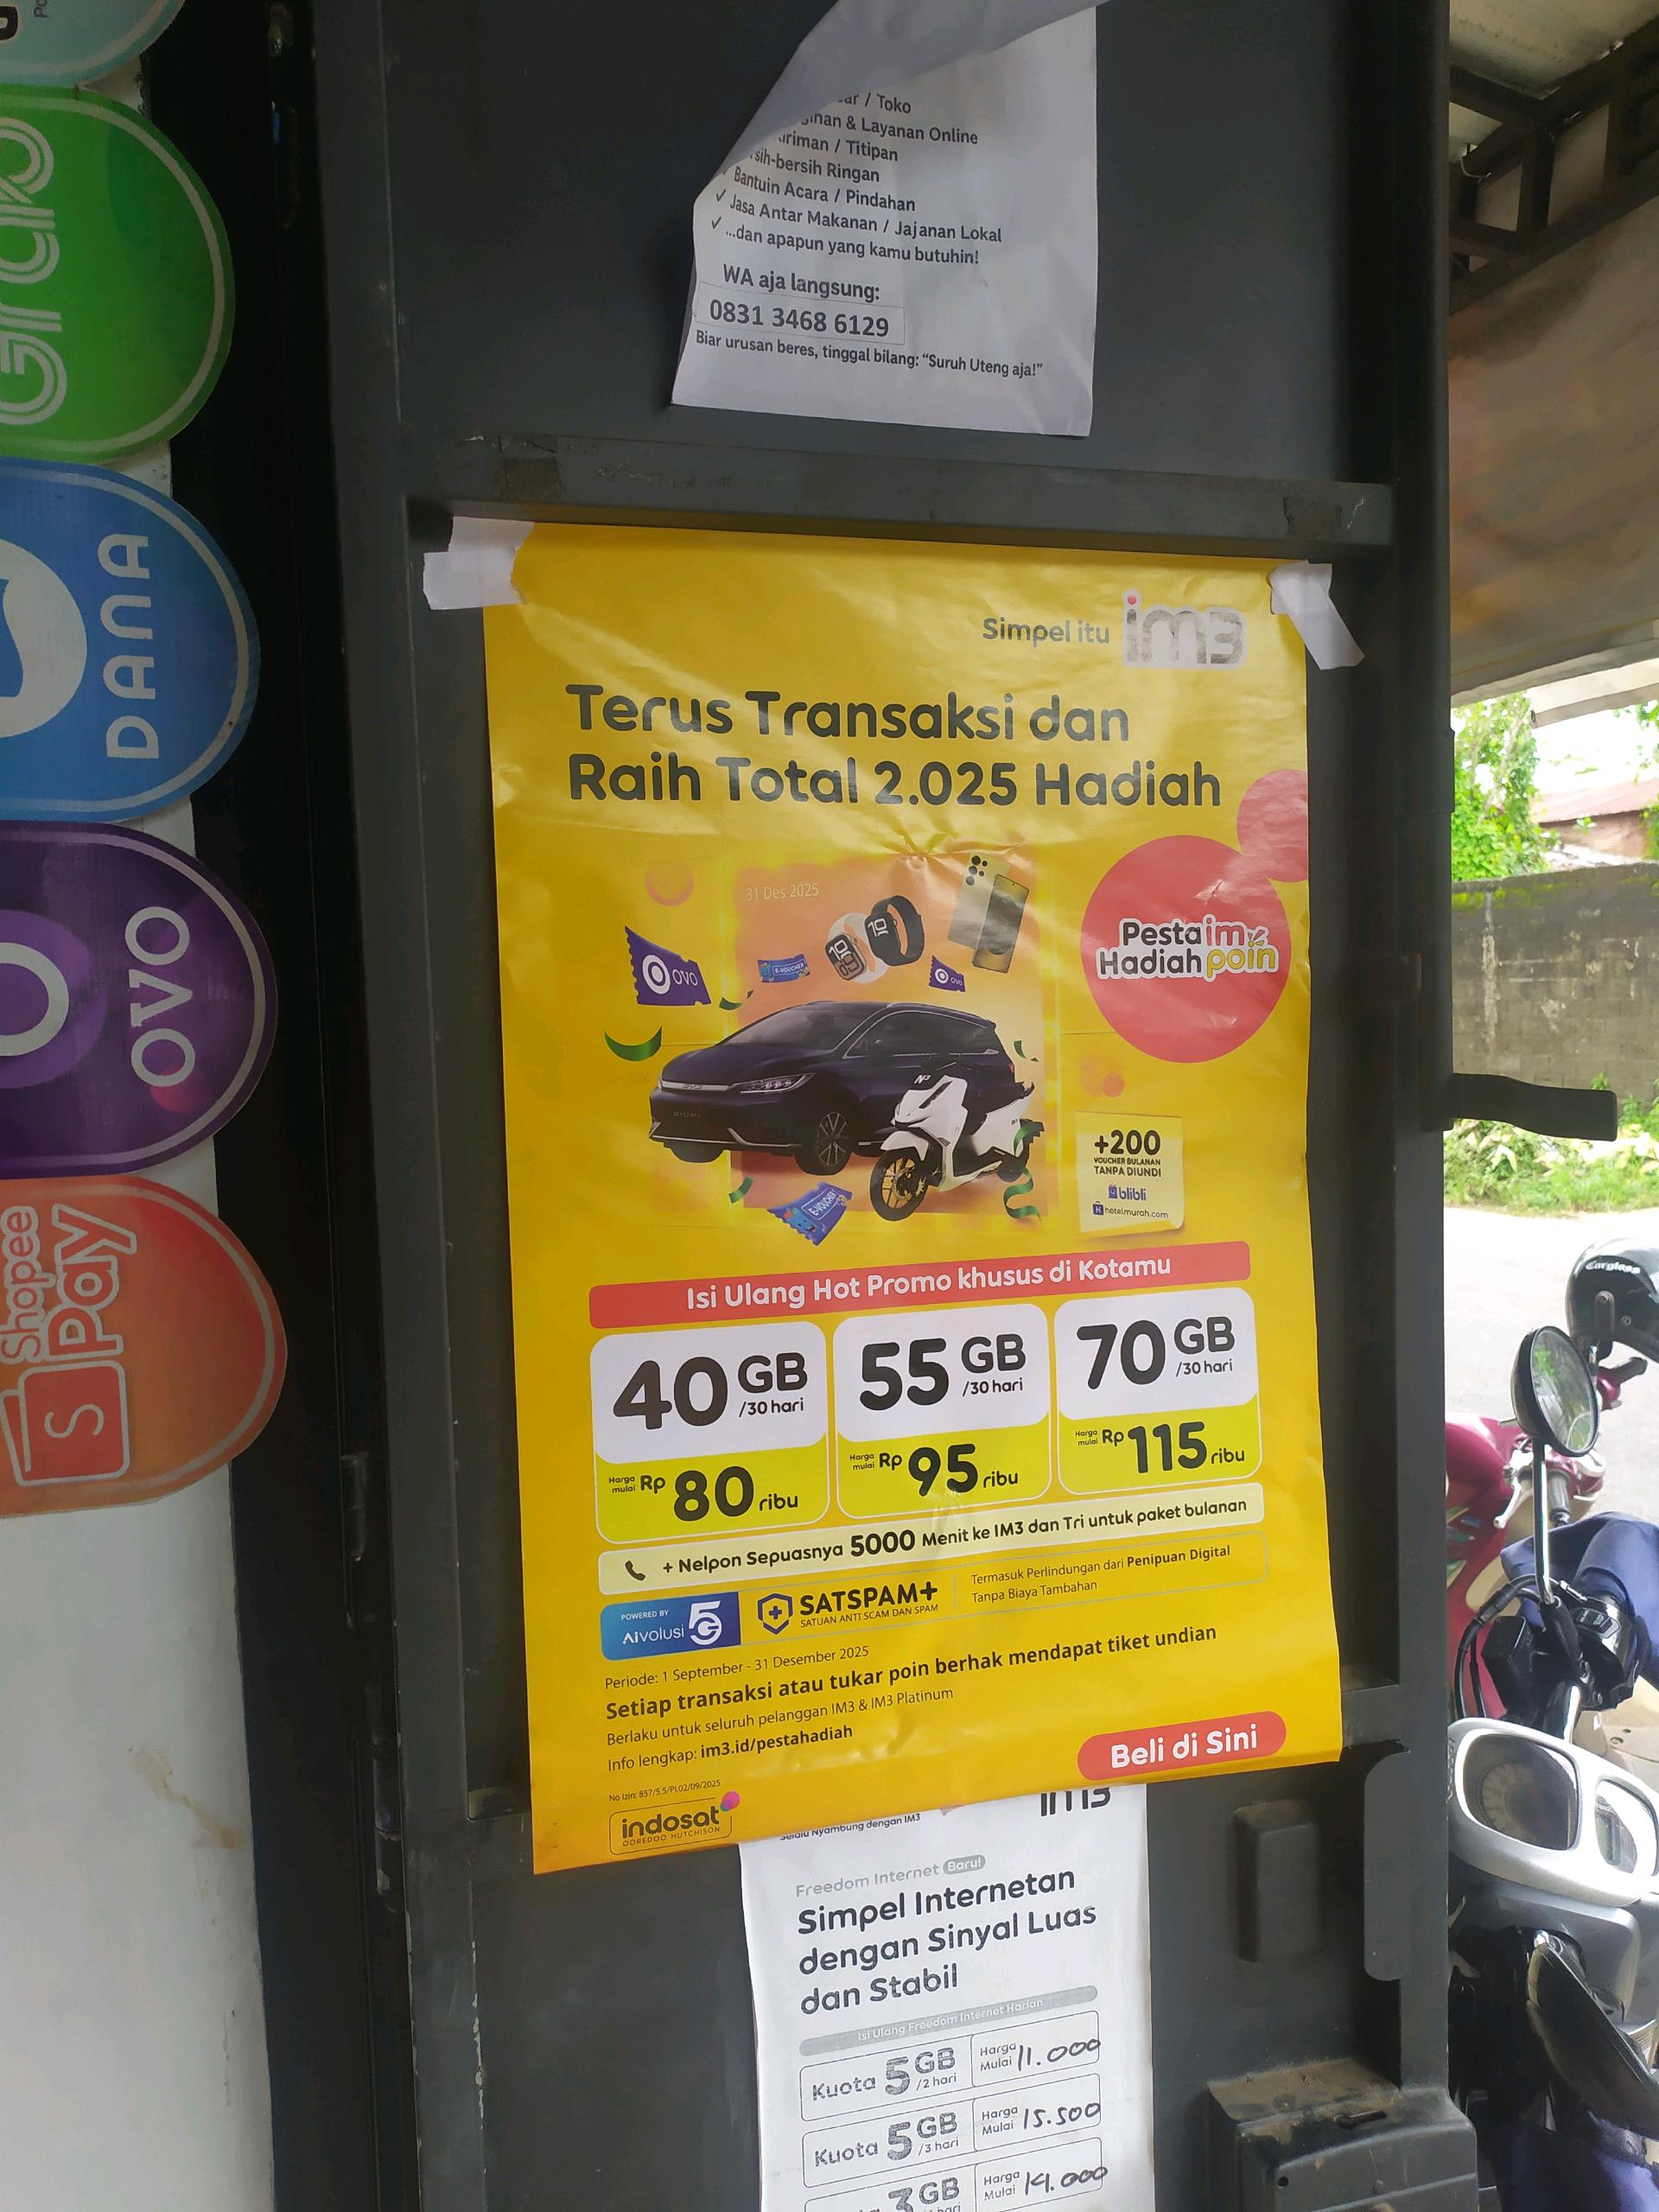 Grab
DANA
OVO
Shopee
Pay
/ Toko
& Layanan Online
/ Titipan
Ringan
Bantuin Acara / Pindahan
✓ Jasa Antar Makanan / Jajanan Lokal
✓ ...dan apapun yang kamu butuhin!
WA aja langsung:
0831 3468 6129
Biar urusan beres, tinggal bilang: “Suruh Uteng aja!”
Simpel itu im3
Terus Transaksi dan
Raih Total 2.025 Hadiah
31 Des 2025
OVO
E-VOUCHER
OVO
Pesta im
Hadiah poin
E-VOUCHER
+200
VOUCHER BULANAN
TANPA DIUNDI
blibli
hotelmurah.com
Isi Ulang Hot Promo khusus di Kotamu
40 GB /30 hari
Harga mulai Rp 80 ribu
55 GB /30 hari
Harga mulai Rp 95 ribu
70 GB /30 hari
Harga mulai Rp 115 ribu
+ Nelpon Sepuasnya 5000 Menit ke IM3 dan Tri untuk paket bulanan
POWERED BY
AIvolusi 5G
SATSPAM+
SATUAN ANTI SCAM DAN SPAM
Termasuk Perlindungan dari Penipuan Digital
Tanpa Biaya Tambahan
Periode: 1 September - 31 Desember 2025
Setiap transaksi atau tukar poin berhak mendapat tiket undian
Berlaku untuk seluruh pelanggan IM3 & IM3 Platinum
Info lengkap: im3.id/pestahadiah
Beli di Sini
No Izin: 857/5.5/PI.02/09/2025
indosat
OOREDOO HUTCHISON
im3
Selalu Nyambung dengan IM3
Freedom Internet Baru!
Simpel Internetan
dengan Sinyal Luas
dan Stabil
Isi Ulang Freedom Internet Harian
Kuota 5 GB /2 hari Harga Mulai 11.000
Kuota 5 GB /3 hari Harga Mulai 15.500
3 GB Harga Mulai 14.000
Cargloss